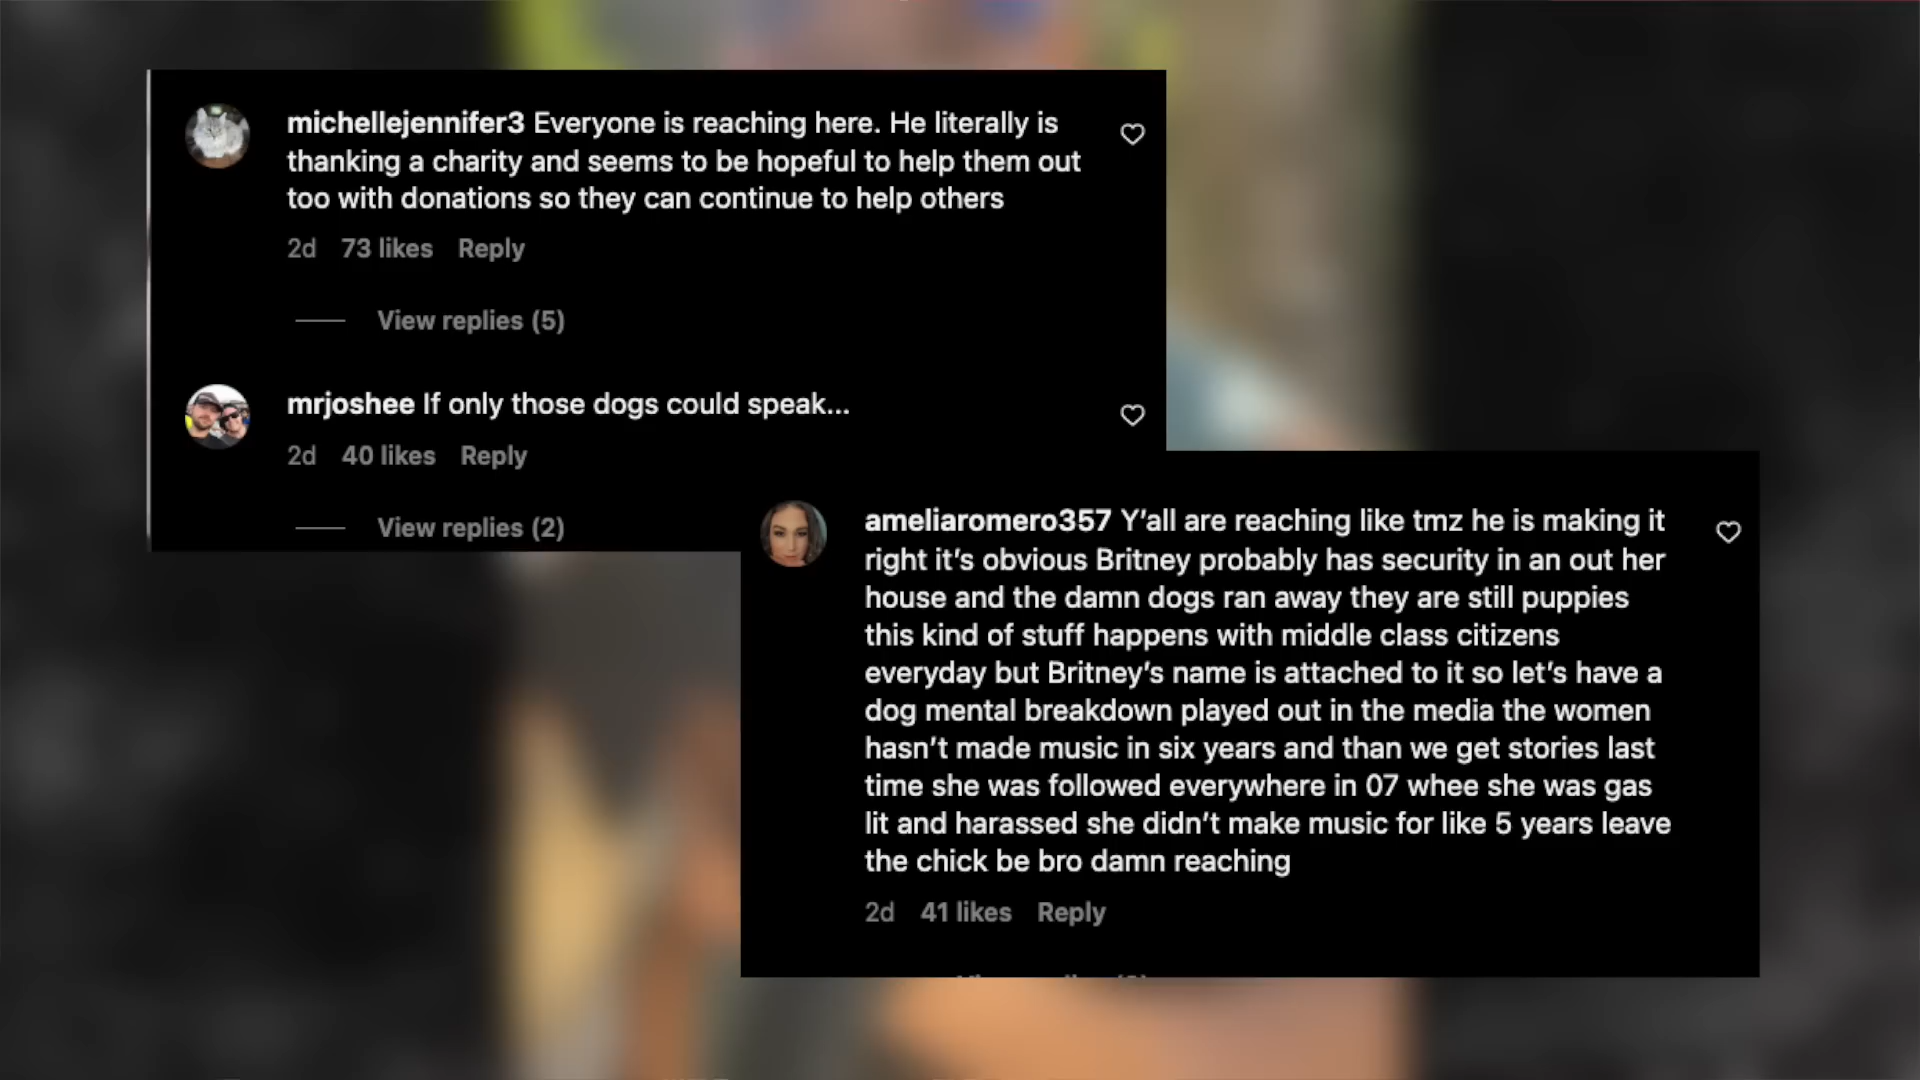 michellejennifer3 Everyone is reaching here. He literally is
thanking a charity and seems to be hopeful to help them out
too with donations so they can continue to help others
2d 73 likes Reply
View replies (5)
mrjoshee If only those dogs could speak...
2d 40 likes Reply
View replies (2)
ameliaromero357 Y’all are reaching like tmz he is making it
right it’s obvious Britney probably has security in an out her
house and the damn dogs ran away they are still puppies
this kind of stuff happens with middle class citizens
everyday but Britney’s name is attached to it so let’s have a
dog mental breakdown played out in the media the women
hasn’t made music in six years and than we get stories last
time she was followed everywhere in 07 whee she was gas
lit and harassed she didn’t make music for like 5 years leave
the chick be bro damn reaching
2d 41 likes Reply